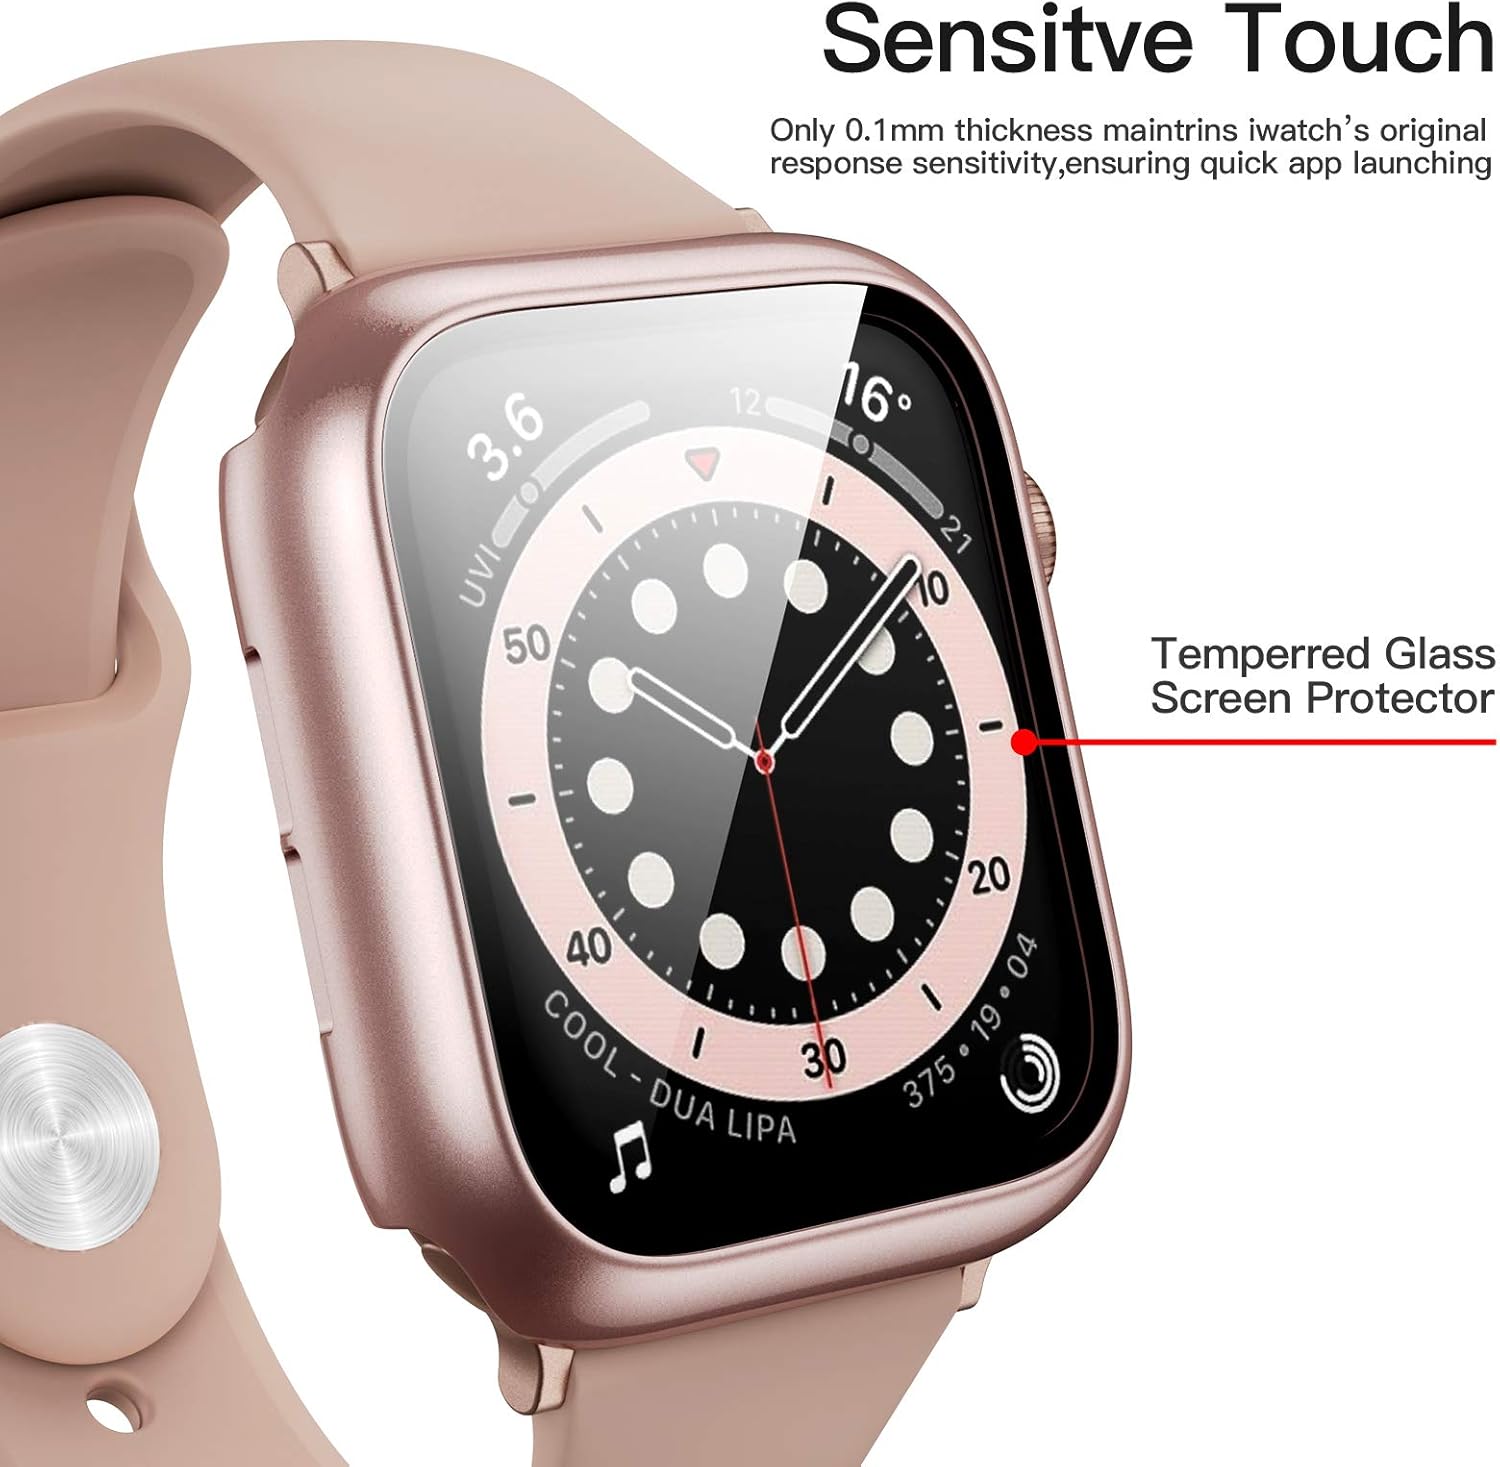 Sensitve Touch
Only 0.1mm thickness maintrins iwatch's original
response sensitivity,ensuring quick app launching
3.6
UVI
12
16°
21
10
50
Temperred Glass
Screen Protector
20
40
30
COOL - DUA LIPA
375 • 19 • 04